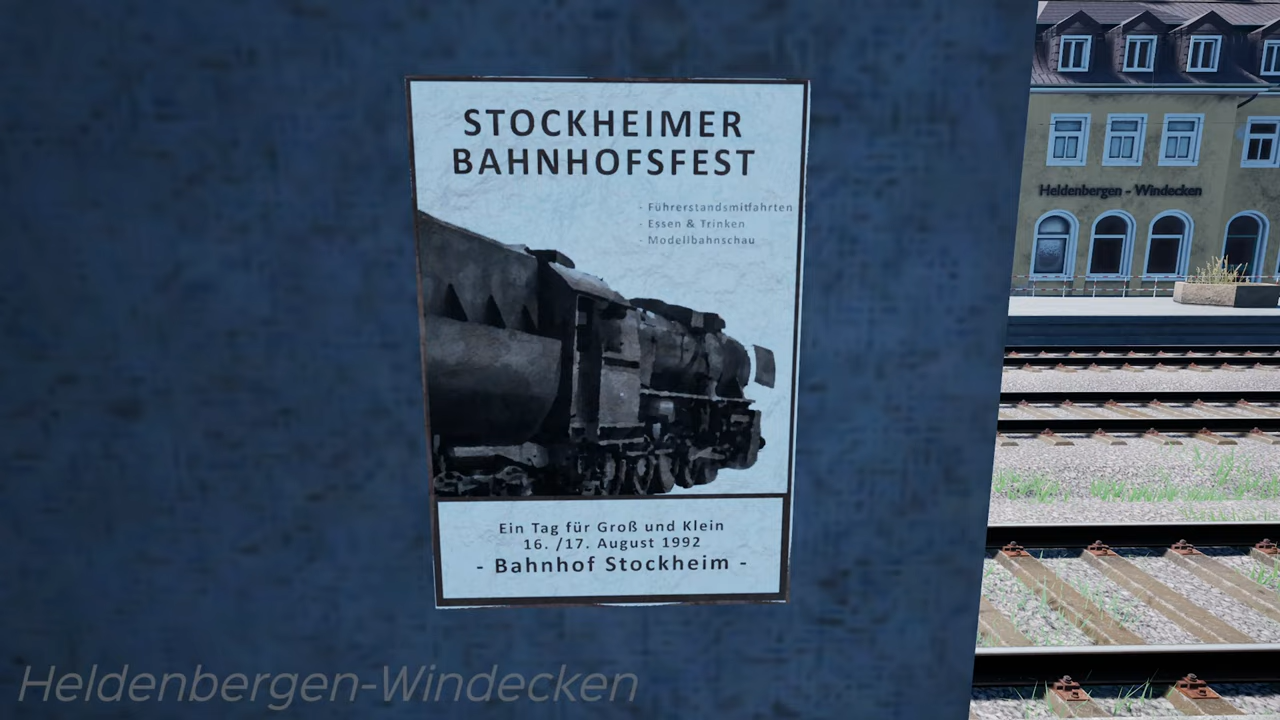 STOCKHEIMER
BAHNHOFSFEST
- Führerstandsmitfahrten
- Essen & Trinken
- Modellbahnschau
Ein Tag für Groß und Klein
16. /17. August 1992
- Bahnhof Stockheim -
Heldenbergen - Windecken
Heldenbergen-Windecken